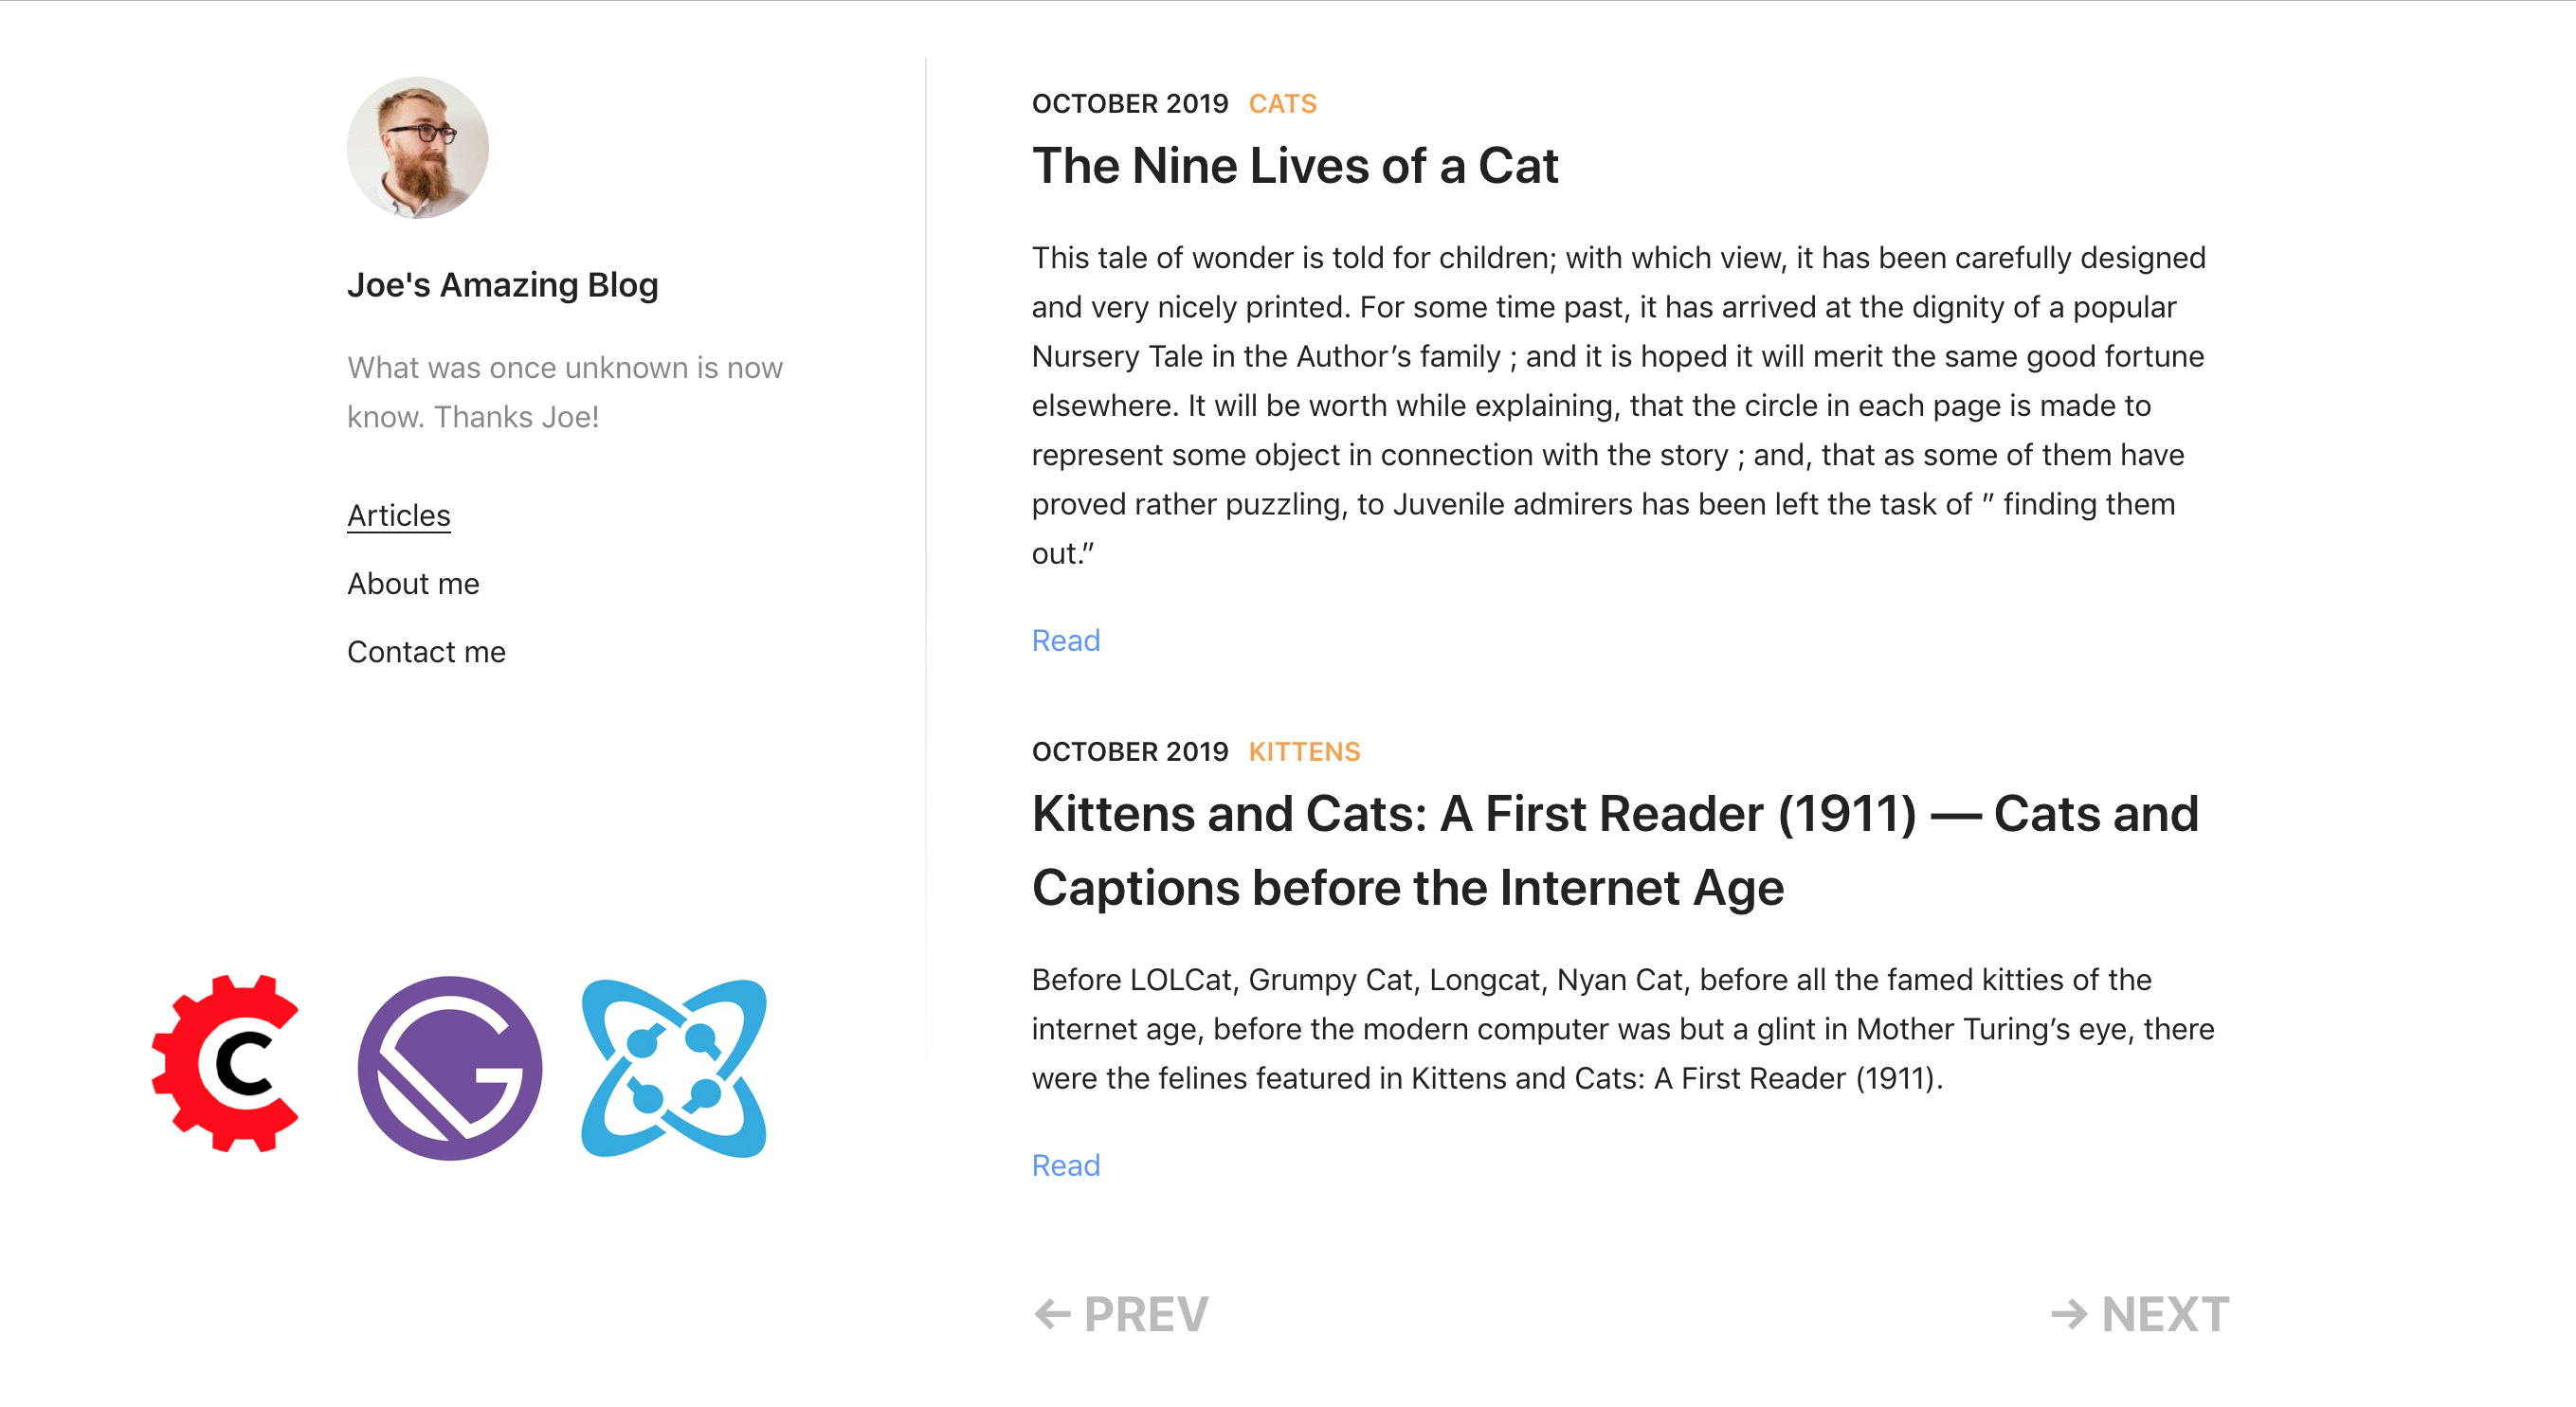 Joe's Amazing Blog
What was once unknown is now
know. Thanks Joe!
Articles
About me
Contact me
C
OCTOBER 2019 CATS
The Nine Lives of a Cat
This tale of wonder is told for children; with which view, it has been carefully designed
and very nicely printed. For some time past, it has arrived at the dignity of a popular
Nursery Tale in the Author’s family ; and it is hoped it will merit the same good fortune
elsewhere. It will be worth while explaining, that the circle in each page is made to
represent some object in connection with the story ; and, that as some of them have
proved rather puzzling, to Juvenile admirers has been left the task of ” finding them
out.”
Read
OCTOBER 2019 KITTENS
Kittens and Cats: A First Reader (1911) — Cats and
Captions before the Internet Age
Before LOLCat, Grumpy Cat, Longcat, Nyan Cat, before all the famed kitties of the
internet age, before the modern computer was but a glint in Mother Turing’s eye, there
were the felines featured in Kittens and Cats: A First Reader (1911).
Read
← PREV → NEXT